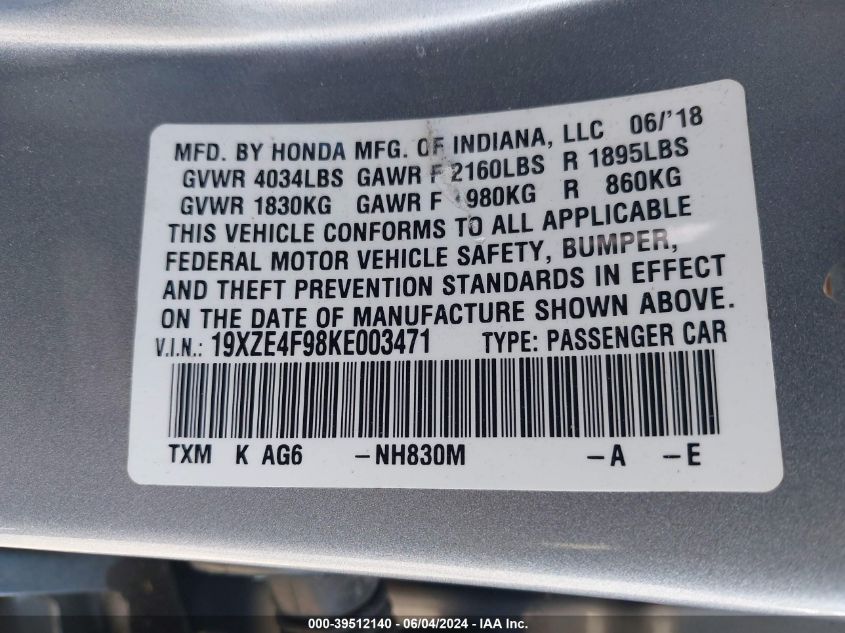 MFD. BY HONDA MFG. OF INDIANA, LLC 06/'18
GVWR 4034LBS GAWR F 2160LBS R 1895LBS
GVWR 1830KG GAWR F 980KG R 860KG
THIS VEHICLE CONFORMS TO ALL APPLICABLE
FEDERAL MOTOR VEHICLE SAFETY, BUMPER,
AND THEFT PREVENTION STANDARDS IN EFFECT
ON THE DATE OF MANUFACTURE SHOWN ABOVE.
V.I.N.: 19XZE4F98KE003471 TYPE: PASSENGER CAR
TXM K AG6 -NH830M -A -E
000-39512140 - 06/04/2024 - IAA Inc.